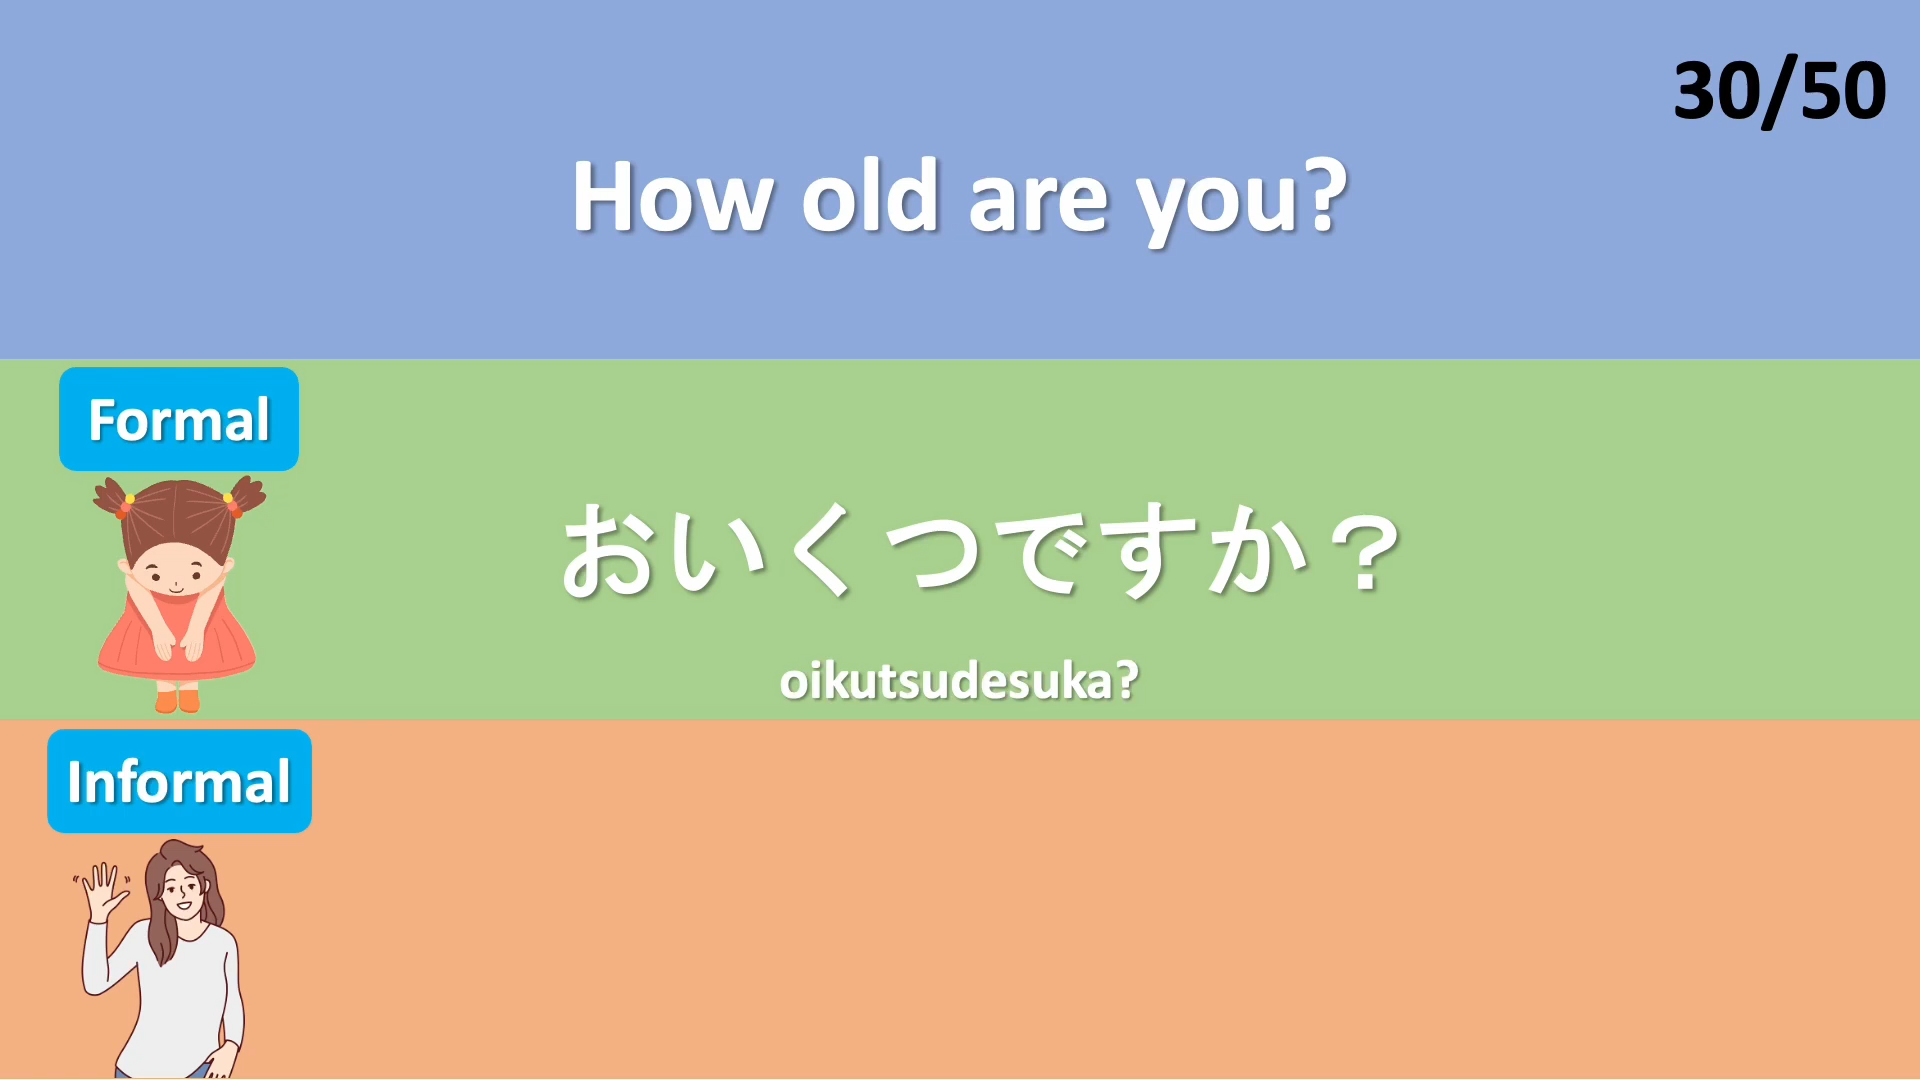 30/50
How old are you?
Formal
おいくつですか？
oikutsudesuka?
Informal